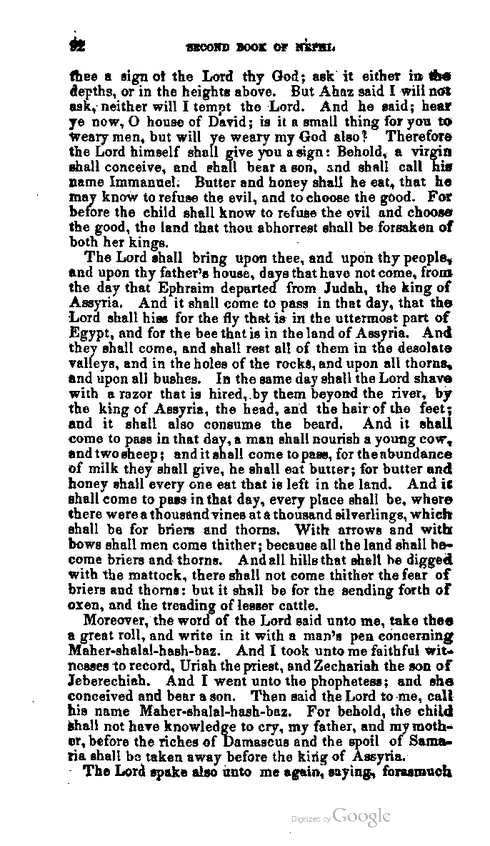 92 SECOND BOOK OF NEPHI.
thee a sign of the Lord thy God; ask it either in the
depths, or in the heights above. But Ahaz said I will not
ask, neither will I tempt the Lord. And he said; hear
ye now, O house of David; is it a small thing for you to
weary men, but will ye weary my God also? Therefore
the Lord himself shall give you a sign: Behold, a virgin
shall conceive, and shall bear a son, and shall call his
name Immanuel. Butter and honey shall he eat, that he
may know to refuse the evil, and to choose the good. For
before the child shall know to refuse the evil and choose
the good, the land that thou abhorrest shall be forsaken of
both her kings.
The Lord shall bring upon thee, and upon thy people,
and upon thy father's house, days that have not come, from
the day that Ephraim departed from Judah, the king of
Assyria. And it shall come to pass in that day, that the
Lord shall hiss for the fly that is in the uttermost part of
Egypt, and for the bee that is in the land of Assyria. And
they shall come, and shall rest all of them in the desolate
valleys, and in the holes of the rocks, and upon all thorns,
and upon all bushes. In the same day shall the Lord shave
with a razor that is hired, by them beyond the river, by
the king of Assyria, the head, and the hair of the feet;
and it shall also consume the beard. And it shall
come to pass in that day, a man shall nourish a young cow,
and two sheep; and it shall come to pass, for the abundance
of milk they shall give, he shall eat butter; for butter and
honey shall every one eat that is left in the land. And it
shall come to pass in that day, every place shall be, where
there were a thousand vines at a thousand silverlings, which
shall be for briers and thorns. With arrows and with
bows shall men come thither; because all the land shall be-
come briers and thorns. And all hills that shall be digged
with the mattock, there shall not come thither the fear of
briers and thorns: but it shall be for the sending forth of
oxen, and the treading of lesser cattle.
Moreover, the word of the Lord said unto me, take thee
a great roll, and write in it with a man's pen concerning
Maher-shalal-hash-baz. And I took unto me faithful wit-
nesses to record, Uriah the priest, and Zechariah the son of
Jeberechiah. And I went unto the phophetess; and she
conceived and bear a son. Then said the Lord to me, call
his name Maher-shalal-hash-baz. For behold, the child
shall not have knowledge to cry, my father, and my moth-
er, before the riches of Damascus and the spoil of Sama-
ria shall be taken away before the king of Assyria.
The Lord spake also unto me again, saying, forasmuch
Digitized by Google